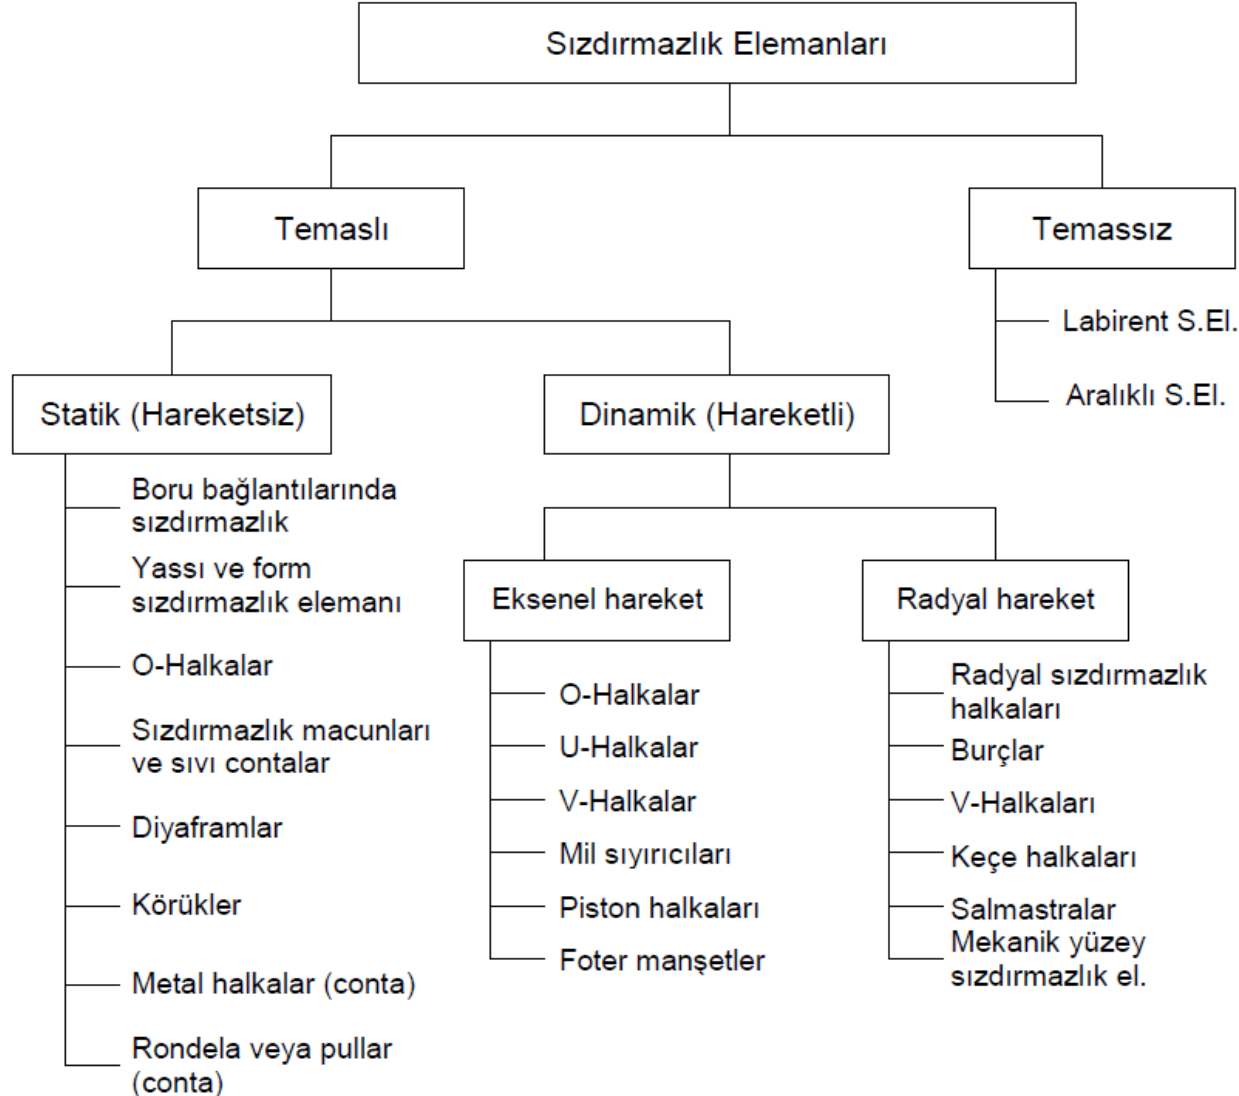 Sızdırmazlık Elemanları
Temaslı
Temassız
Labirent S.El.
Aralıklı S.El.
Statik (Hareketsiz)
Dinamik (Hareketli)
Boru bağlantılarında
sızdırmazlık
Yassı ve form
sızdırmazlık elemanı
O-Halkalar
Sızdırmazlık macunları
ve sıvı contalar
Diyaframlar
Körükler
Metal halkalar (conta)
Rondela veya pullar
(conta)
Eksenel hareket
O-Halkalar
U-Halkalar
V-Halkalar
Mil sıyırıcıları
Piston halkaları
Foter manşetler
Radyal hareket
Radyal sızdırmazlık
halkaları
Burçlar
V-Halkaları
Keçe halkaları
Salmastralar
Mekanik yüzey
sızdırmazlık el.